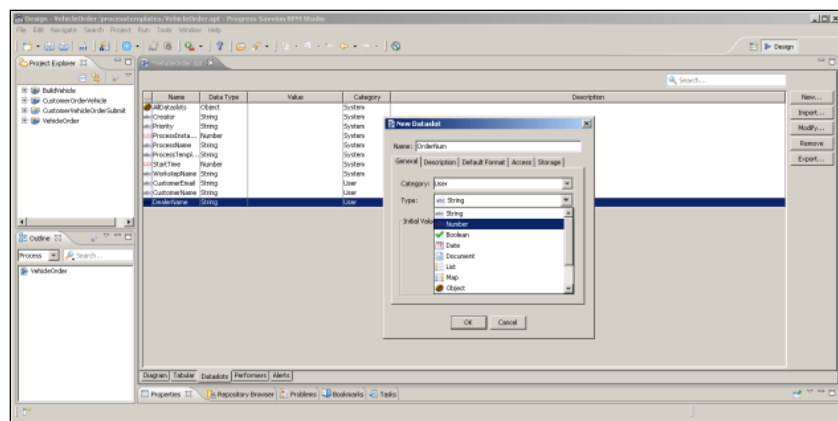 Design - VehicleOrder/processtemplates/VehicleOrder.spt - Progress Savvion BPM Studio
File Edit Navigate Search Project Run Tools Window Help
Design
Project Explorer
BuildVehicle
CustomerOrderVehicle
CustomerVehicleOrderSubmit
VehicleOrder
Search...
Name Data Type Value Category Description
AllDataslots Object System
Creator String System
Priority String System
ProcessInsta... Number System
ProcessName String System
ProcessTempl... String System
StartTime Number System
WorkstepName String System
CustomerEmail String User
CustomerName String User
DealerName String User
New...
Import...
Modify...
Remove
Export...
New Dataslot
Name: OrderNum
General Description Default Format Access Storage
Category: User
Type: abc String
Initial Valu
abc String
Number
Boolean
Date
Document
List
Map
Object
OK Cancel
Outline
Process Search...
VehicleOrder
Diagram Tabular Dataslots Performers Alerts
Properties Repository Browser Problems Bookmarks Tasks